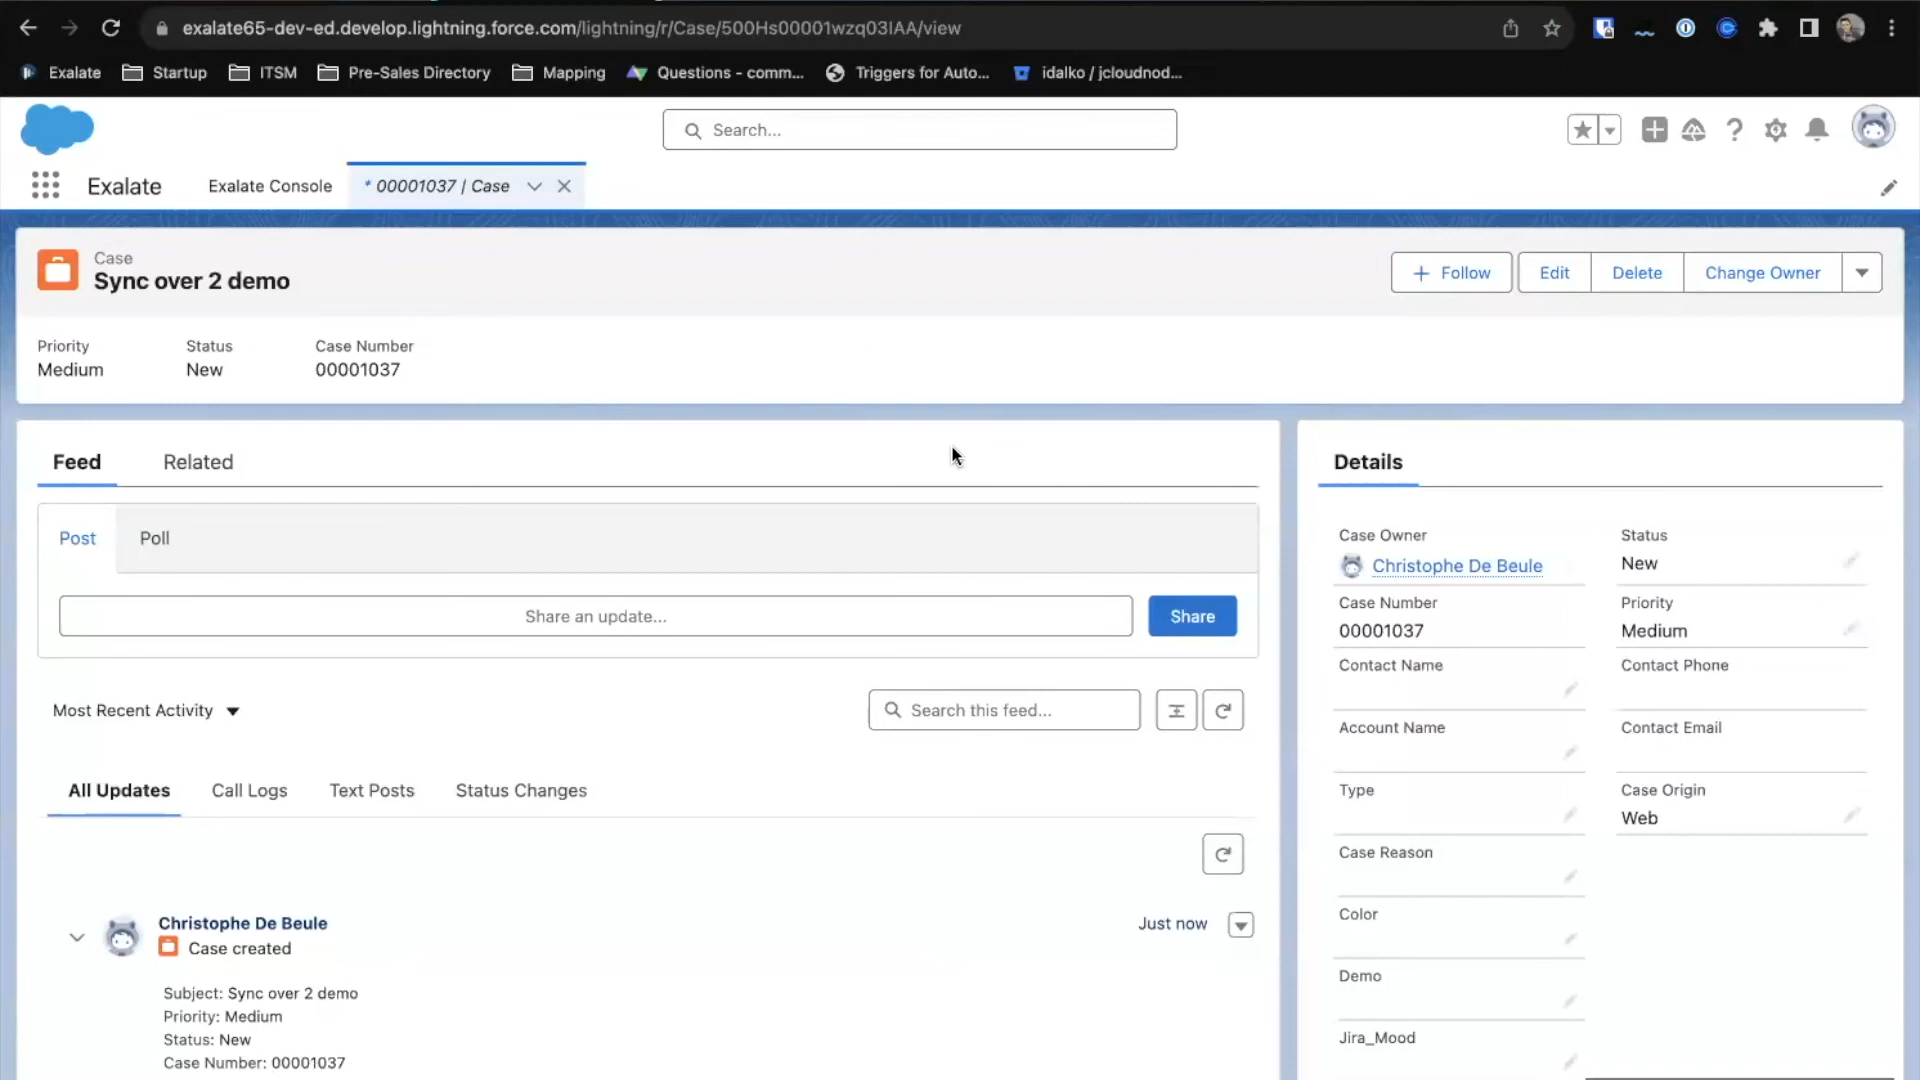 exalate65-dev-ed.develop.lightning.force.com/lightning/r/Case/500Hs00001wzq03IAA/view
Exalate Startup ITSM Pre-Sales Directory Mapping Questions - comm... Triggers for Auto... idalko / jcloudnod...
Search...
Exalate Exalate Console * 00001037 | Case
Case
Sync over 2 demo
+ Follow Edit Delete Change Owner
Priority Status Case Number
Medium New 00001037
Feed Related
Post Poll
Share an update... Share
Most Recent Activity Search this feed...
All Updates Call Logs Text Posts Status Changes
Christophe De Beule Just now
Case created
Subject: Sync over 2 demo
Priority: Medium
Status: New
Case Number: 00001037
Details
Case Owner Status
Christophe De Beule New
Case Number Priority
00001037 Medium
Contact Name Contact Phone
Account Name Contact Email
Type Case Origin
Web
Case Reason
Color
Demo
Jira_Mood